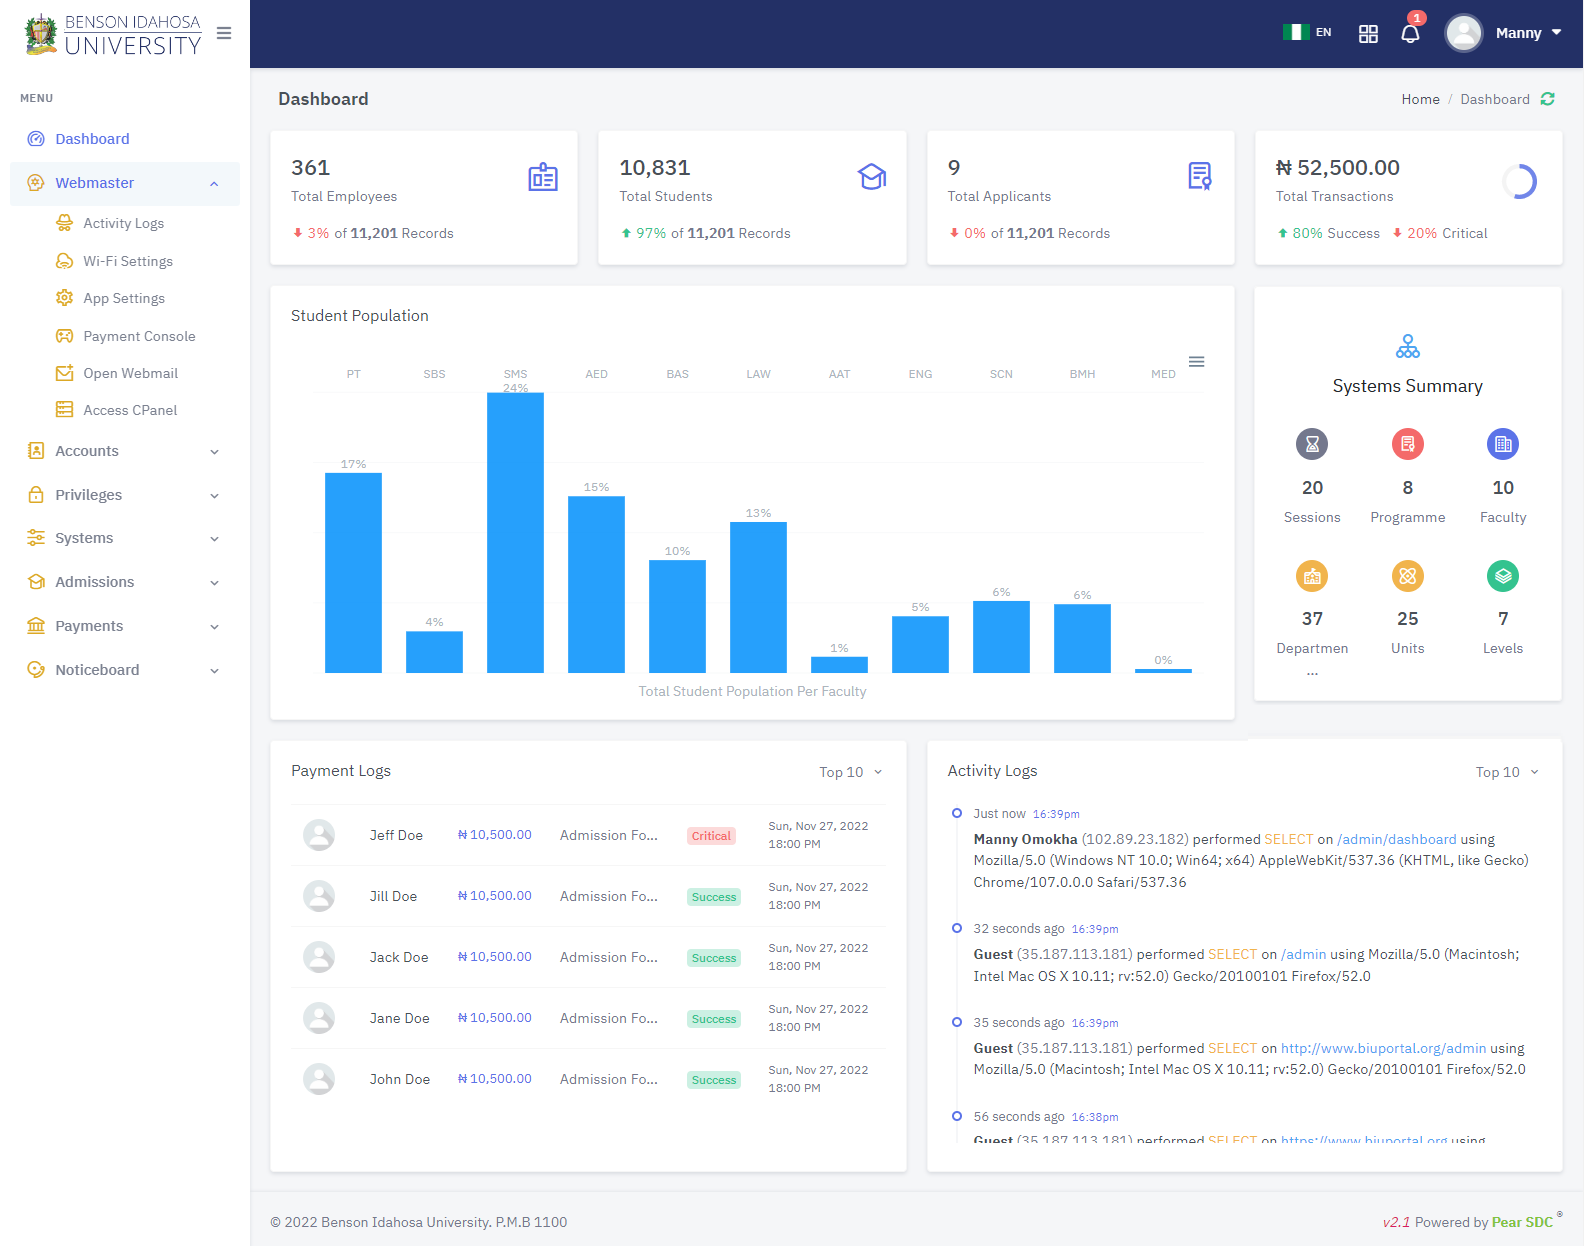 BENSON IDAHOSA
UNIVERSITY
EN
1
Manny
MENU
Dashboard
Webmaster
Activity Logs
Wi-Fi Settings
App Settings
Payment Console
Open Webmail
Access CPanel
Accounts
Privileges
Systems
Admissions
Payments
Noticeboard
Dashboard
Home / Dashboard
361
Total Employees
3% of 11,201 Records
10,831
Total Students
97% of 11,201 Records
9
Total Applicants
0% of 11,201 Records
₦ 52,500.00
Total Transactions
80% Success 20% Critical
Student Population
PT SBS SMS AED BAS LAW AAT ENG SCN BMH MED
17% 4% 24% 15% 10% 13% 1% 5% 6% 6% 0%
Total Student Population Per Faculty
Systems Summary
20 8 10
Sessions Programme Faculty
37 25 7
Departmen Units Levels
...
Payment Logs
Top 10
Jeff Doe ₦ 10,500.00 Admission Fo... Critical Sun, Nov 27, 2022
18:00 PM
Jill Doe ₦ 10,500.00 Admission Fo... Success Sun, Nov 27, 2022
18:00 PM
Jack Doe ₦ 10,500.00 Admission Fo... Success Sun, Nov 27, 2022
18:00 PM
Jane Doe ₦ 10,500.00 Admission Fo... Success Sun, Nov 27, 2022
18:00 PM
John Doe ₦ 10,500.00 Admission Fo... Success Sun, Nov 27, 2022
18:00 PM
Activity Logs
Top 10
Just now 16:39pm
Manny Omokha (102.89.23.182) performed SELECT on /admin/dashboard using
Mozilla/5.0 (Windows NT 10.0; Win64; x64) AppleWebKit/537.36 (KHTML, like Gecko)
Chrome/107.0.0.0 Safari/537.36
32 seconds ago 16:39pm
Guest (35.187.113.181) performed SELECT on /admin using Mozilla/5.0 (Macintosh;
Intel Mac OS X 10.11; rv:52.0) Gecko/20100101 Firefox/52.0
35 seconds ago 16:39pm
Guest (35.187.113.181) performed SELECT on http://www.biuportal.org/admin using
Mozilla/5.0 (Macintosh; Intel Mac OS X 10.11; rv:52.0) Gecko/20100101 Firefox/52.0
56 seconds ago 16:38pm
Guest (35.187.113.181) performed SELECT on https://www.biuportal.org using
© 2022 Benson Idahosa University. P.M.B 1100
v2.1 Powered by Pear SDC ®